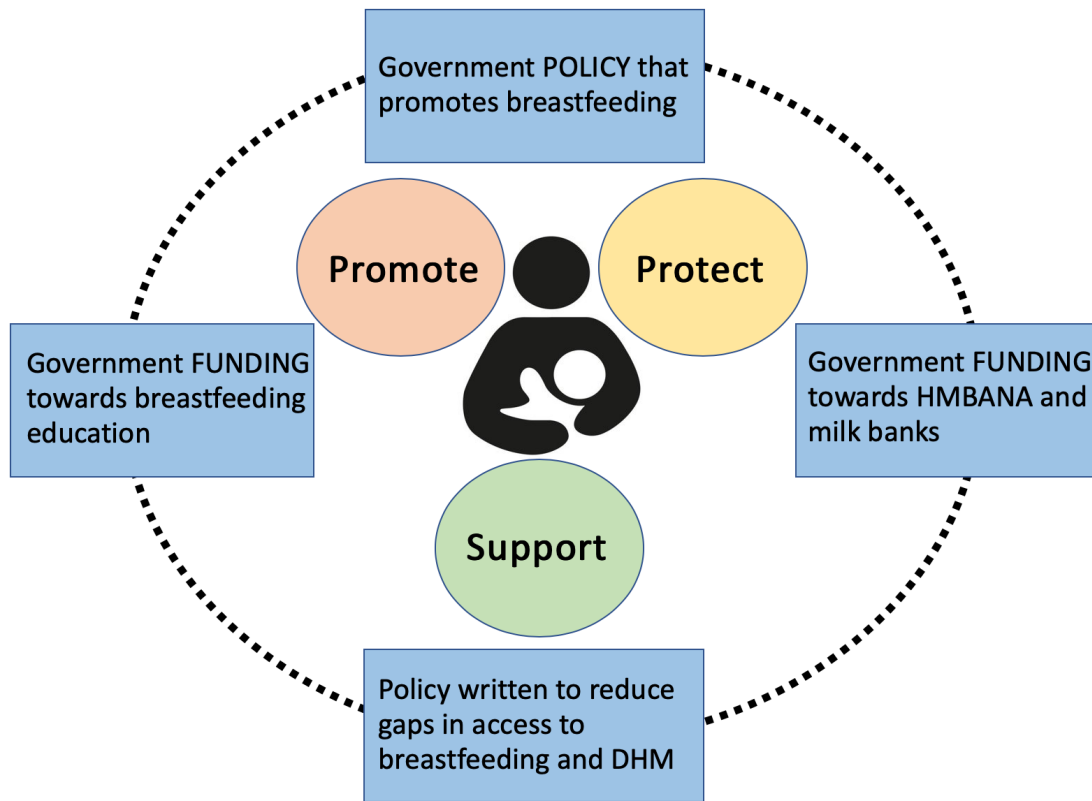 Government POLICY that
promotes breastfeeding
Promote
Protect
Government FUNDING
towards breastfeeding
education
Government FUNDING
towards HMBANA and
milk banks
Support
Policy written to reduce
gaps in access to
breastfeeding and DHM